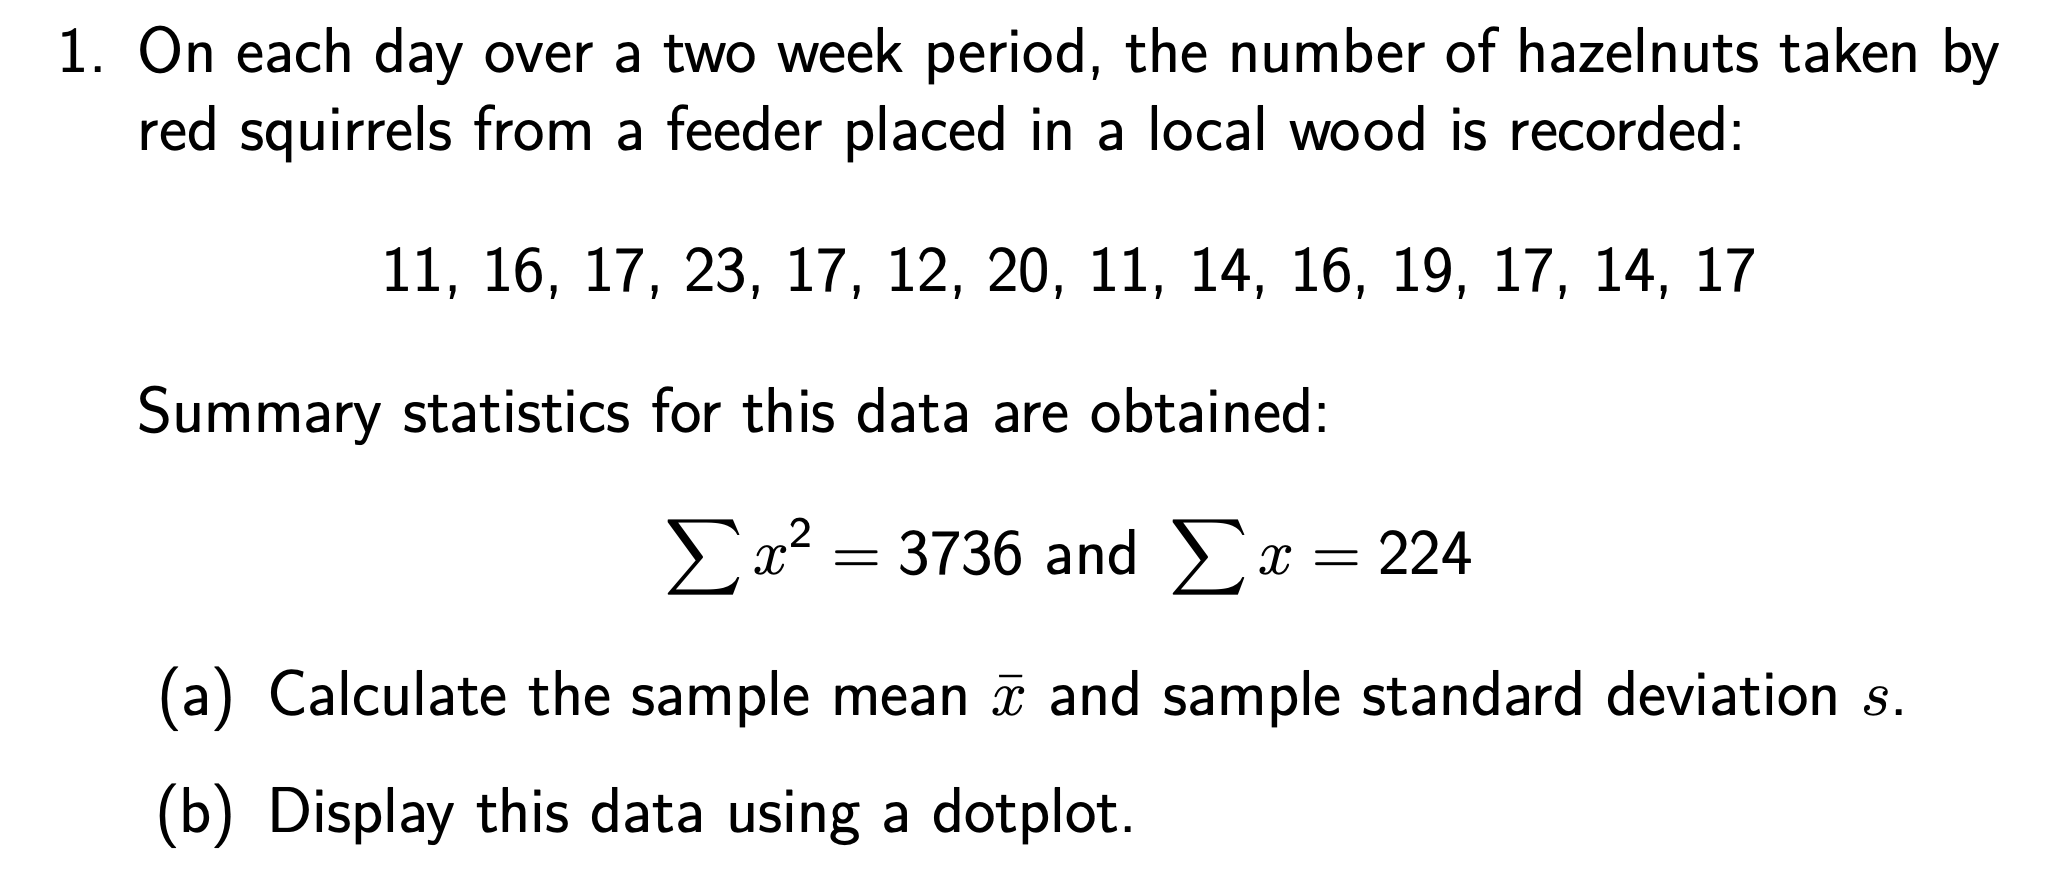 1. On each day over a two week period, the number of hazelnuts taken by
red squirrels from a feeder placed in a local wood is recorded:
11, 16, 17, 23, 17, 12, 20, 11, 14, 16, 19, 17, 14, 17
Summary statistics for this data are obtained:
∑ x² = 3736 and ∑ x = 224
(a) Calculate the sample mean x̄ and sample standard deviation s.
(b) Display this data using a dotplot.